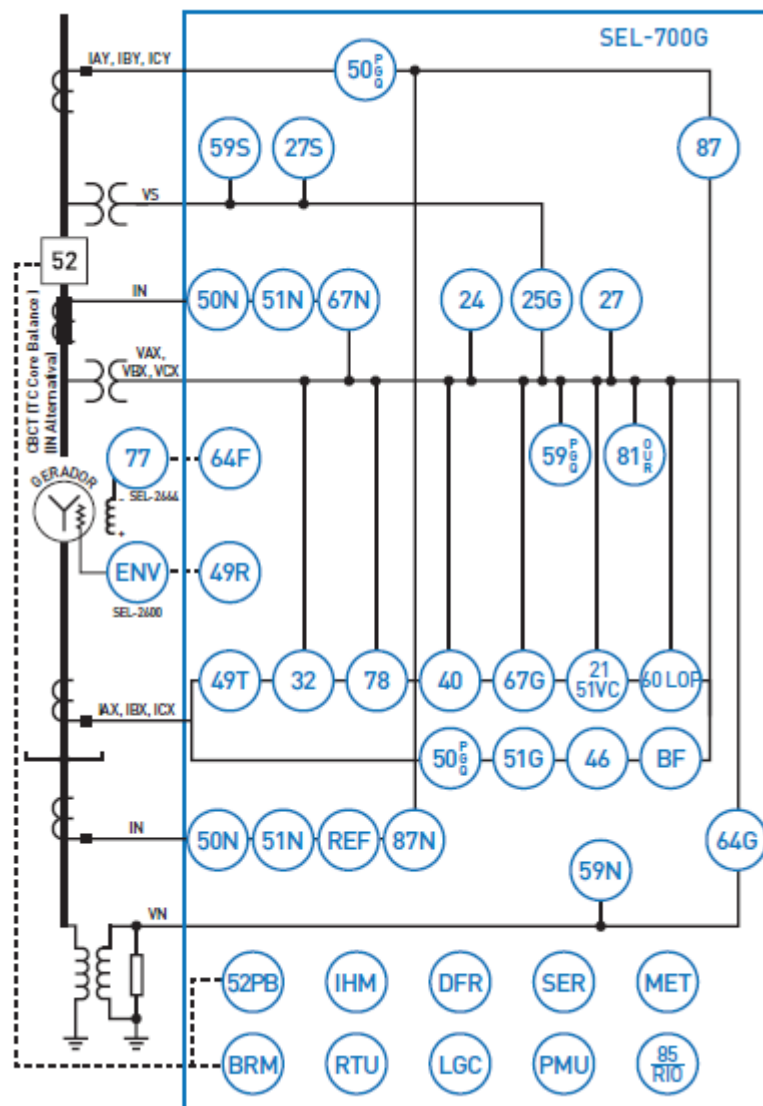 SEL-700G
IAY, IBY, ICY
50 P G Q
87
59S
27S
VS
52
IN
50N
51N
67N
24
25G
27
CBCT (TC Core Balance)
(IN Alternativa)
VAX,
VBX, VCX
59 P G Q
81 O U R
GERADOR
77
64F
SEL-2664
-
+
ENV
49R
SEL-2600
49T
32
78
40
67G
21
51VC
60 LOP
IAX, IBX, ICX
50 P G Q
51G
46
BF
IN
50N
51N
REF
87N
64G
59N
VN
52PB
IHM
DFR
SER
MET
BRM
RTU
LGC
PMU
85
RIO